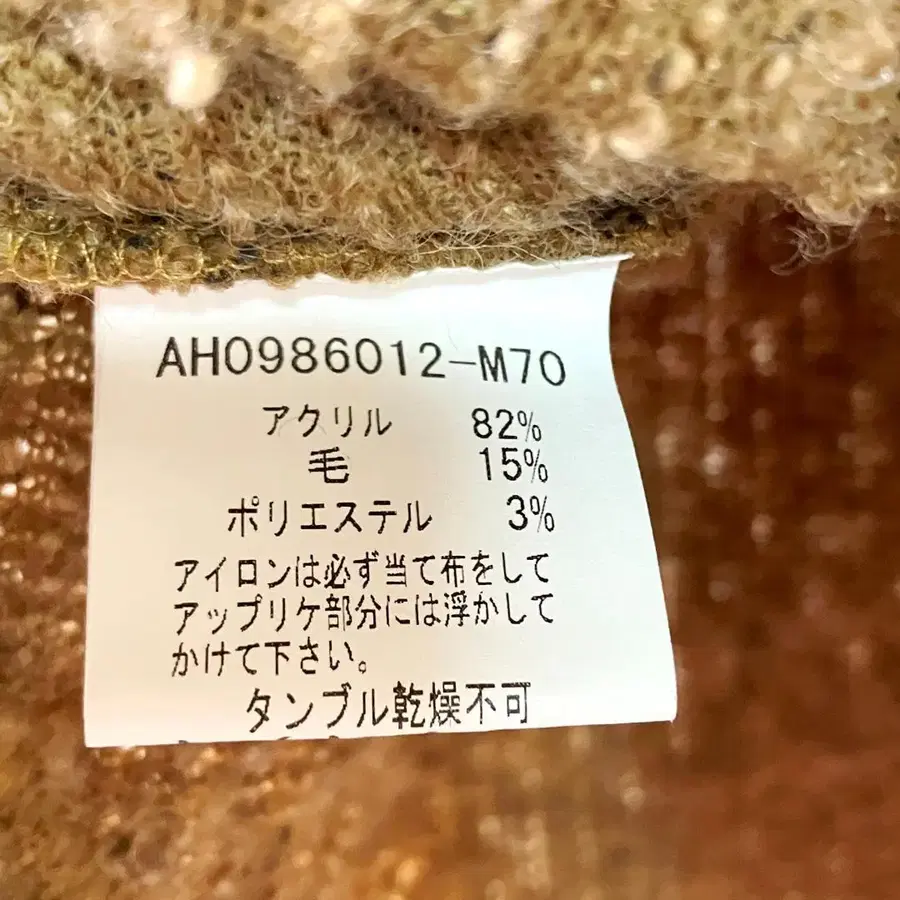 AH0986012-M70
アクリル 82%
毛 15%
ポリエステル 3%
アイロンは必ず当て布をして
アップリケ部分には浮かして
かけて下さい。
タンブル乾燥不可